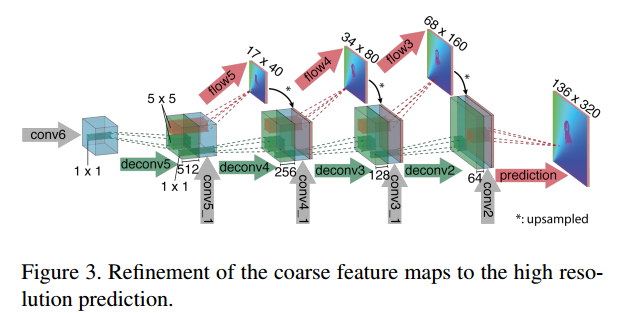 68 x 160
34 x 80
17 x 40
flow3
flow4
flow5
*
*
*
136 x 320
5 x 5
conv6
1 x 1
deconv5
512
1 x 1
conv5_1
deconv4
256
conv4_1
deconv3
128
conv3_1
deconv2
64
conv2
prediction
*: upsampled
Figure 3. Refinement of the coarse feature maps to the high reso-
lution prediction.